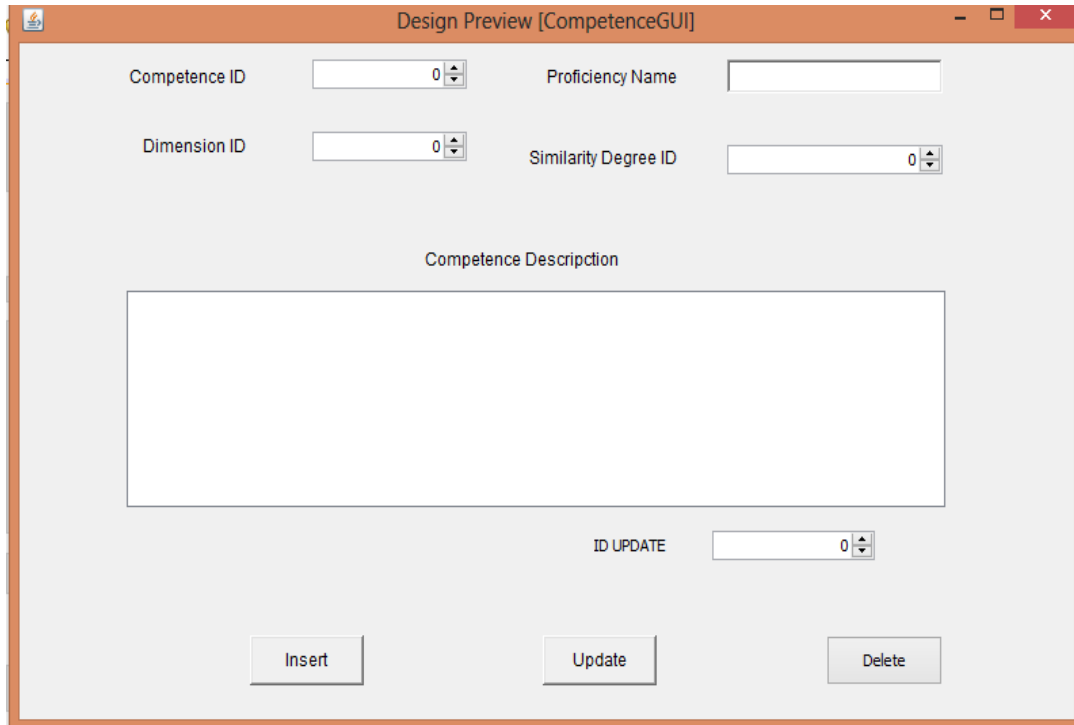 Design Preview [CompetenceGUI]
Competence ID 0 Proficiency Name
Dimension ID 0 Similarity Degree ID 0
Competence Descripction
ID UPDATE 0
Insert Update Delete